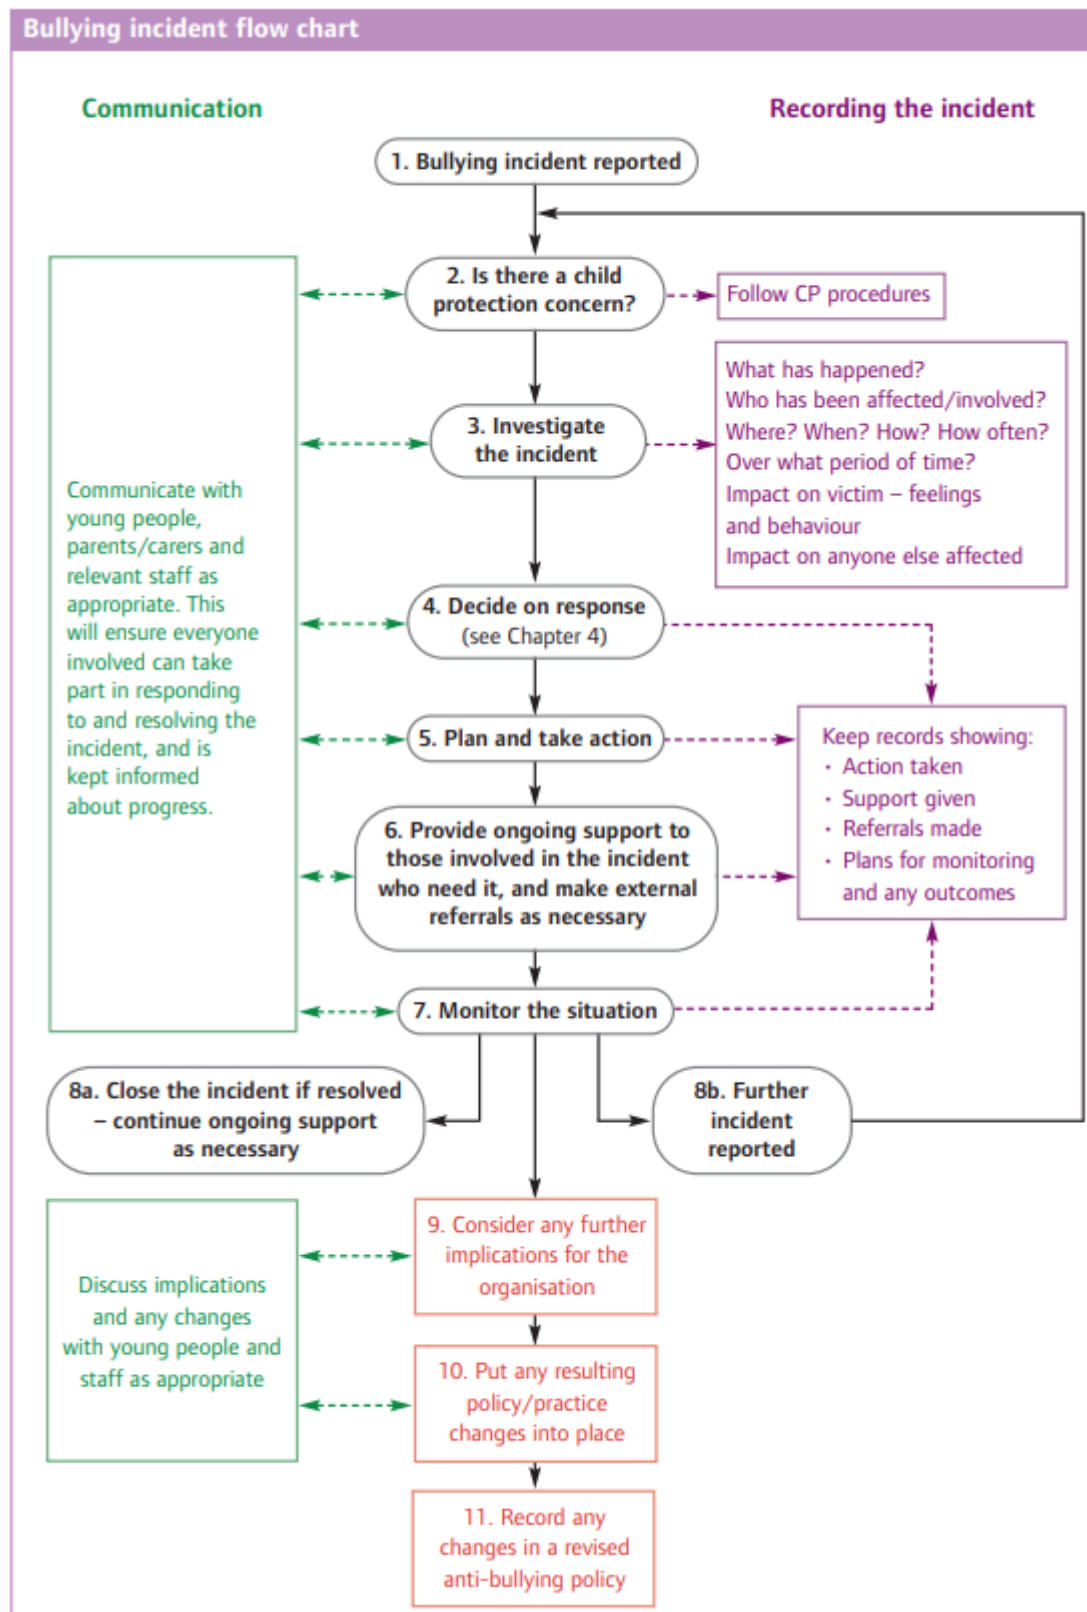 Bullying incident flow chart
Communication
Recording the incident
1. Bullying incident reported
2. Is there a child
protection concern?
Follow CP procedures
What has happened?
Who has been affected/involved?
Where? When? How? How often?
Over what period of time?
Impact on victim – feelings
and behaviour
Impact on anyone else affected
3. Investigate
the incident
Communicate with
young people,
parents/carers and
relevant staff as
appropriate. This
will ensure everyone
involved can take
part in responding
to and resolving the
incident, and is
kept informed
about progress.
4. Decide on response
(see Chapter 4)
5. Plan and take action
Keep records showing:
• Action taken
• Support given
• Referrals made
• Plans for monitoring
and any outcomes
6. Provide ongoing support to
those involved in the incident
who need it, and make external
referrals as necessary
7. Monitor the situation
8a. Close the incident if resolved
– continue ongoing support
as necessary
8b. Further
incident
reported
9. Consider any further
implications for the
organisation
Discuss implications
and any changes
with young people and
staff as appropriate
10. Put any resulting
policy/practice
changes into place
11. Record any
changes in a revised
anti-bullying policy